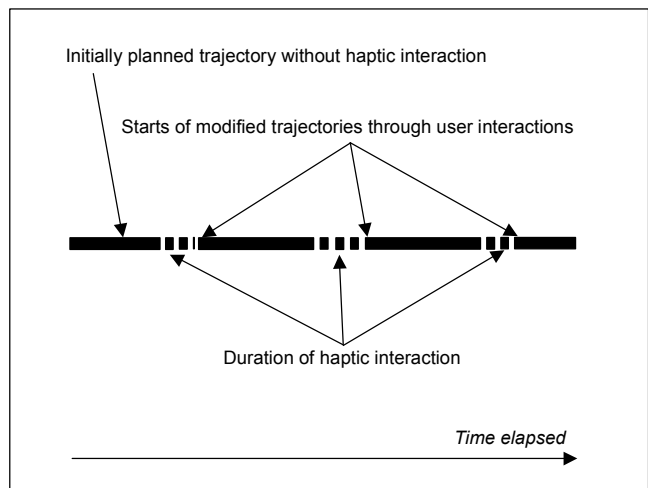 Initially planned trajectory without haptic interaction
Starts of modified trajectories through user interactions
Duration of haptic interaction
Time elapsed